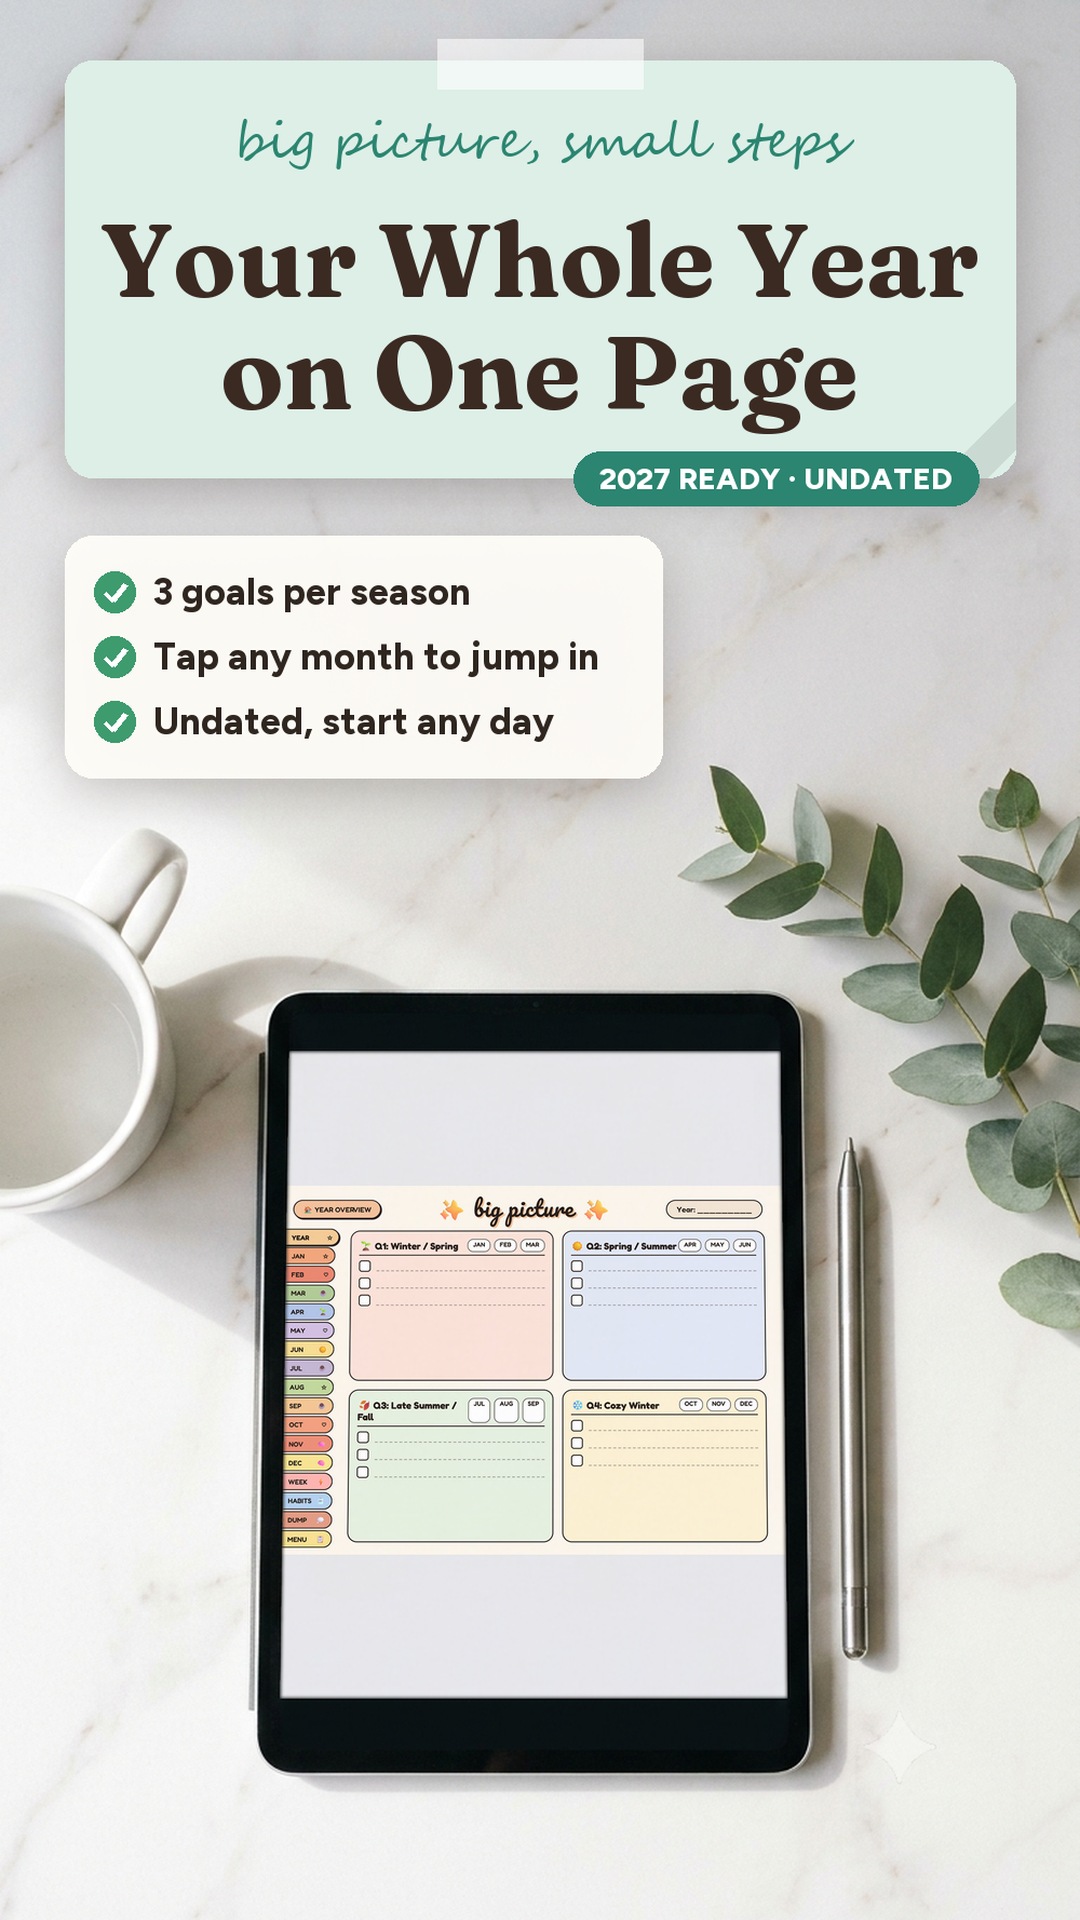 big picture, small steps
Your Whole Year
on One Page
2027 READY · UNDATED
3 goals per season
Tap any month to jump in
Undated, start any day
YEAR OVERVIEW
big picture
Year: __________
YEAR
JAN
FEB
MAR
APR
MAY
JUN
JUL
AUG
SEP
OCT
NOV
DEC
WEEK
HABITS
DUMP
MENU
Q1: Winter / Spring JAN FEB MAR
Q2: Spring / Summer APR MAY JUN
Q3: Late Summer / JUL AUG SEP
Fall
Q4: Cozy Winter OCT NOV DEC